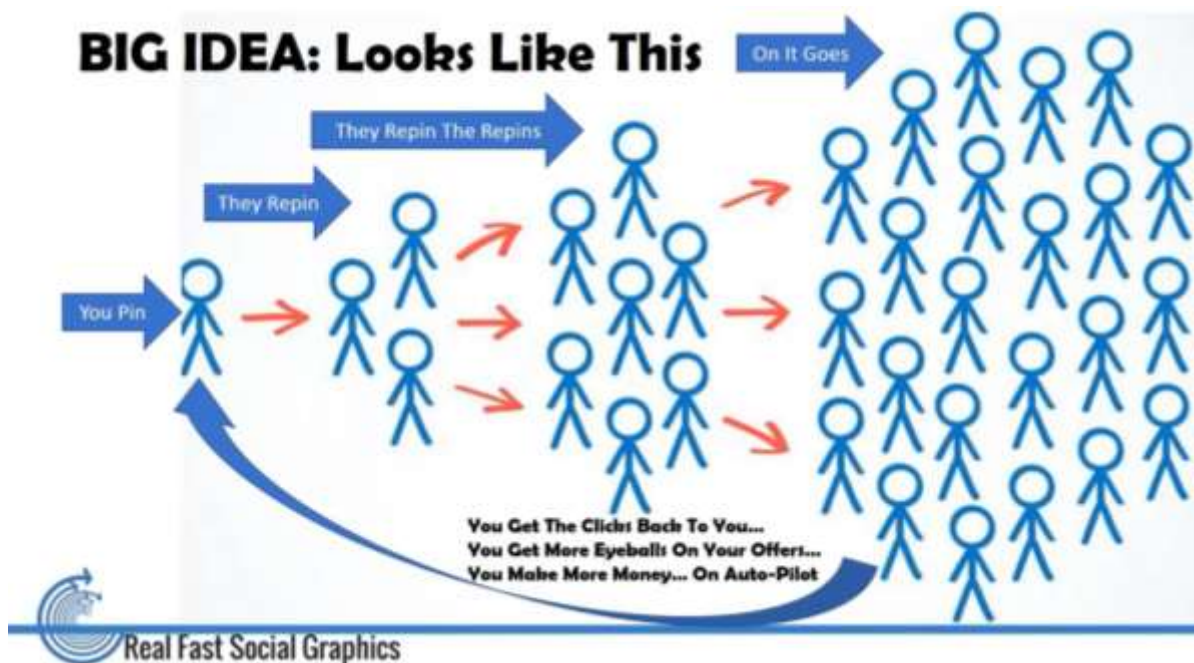 BIG IDEA: Looks Like This
On It Goes
They Repin The Repins
They Repin
You Pin
You Get The Clicks Back To You...
You Get More Eyeballs On Your Offers...
You Make More Money... On Auto-Pilot
Real Fast Social Graphics